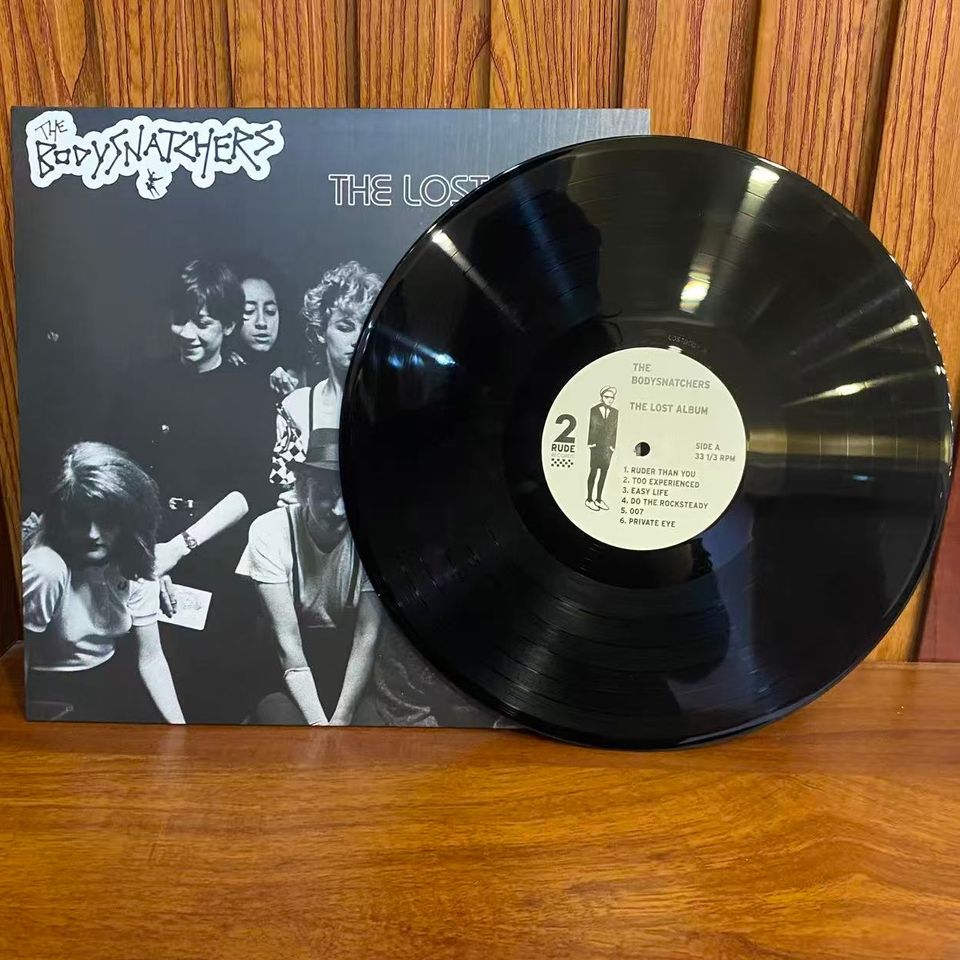 THE
BODYSNATCHERS
THE LOST
THE
BODYSNATCHERS
THE LOST ALBUM
2
RUDE
RECORDS
SIDE A
33 1/3 RPM
1. RUDER THAN YOU
2. TOO EXPERIENCED
3. EASY LIFE
4. DO THE ROCKSTEADY
5. 007
6. PRIVATE EYE